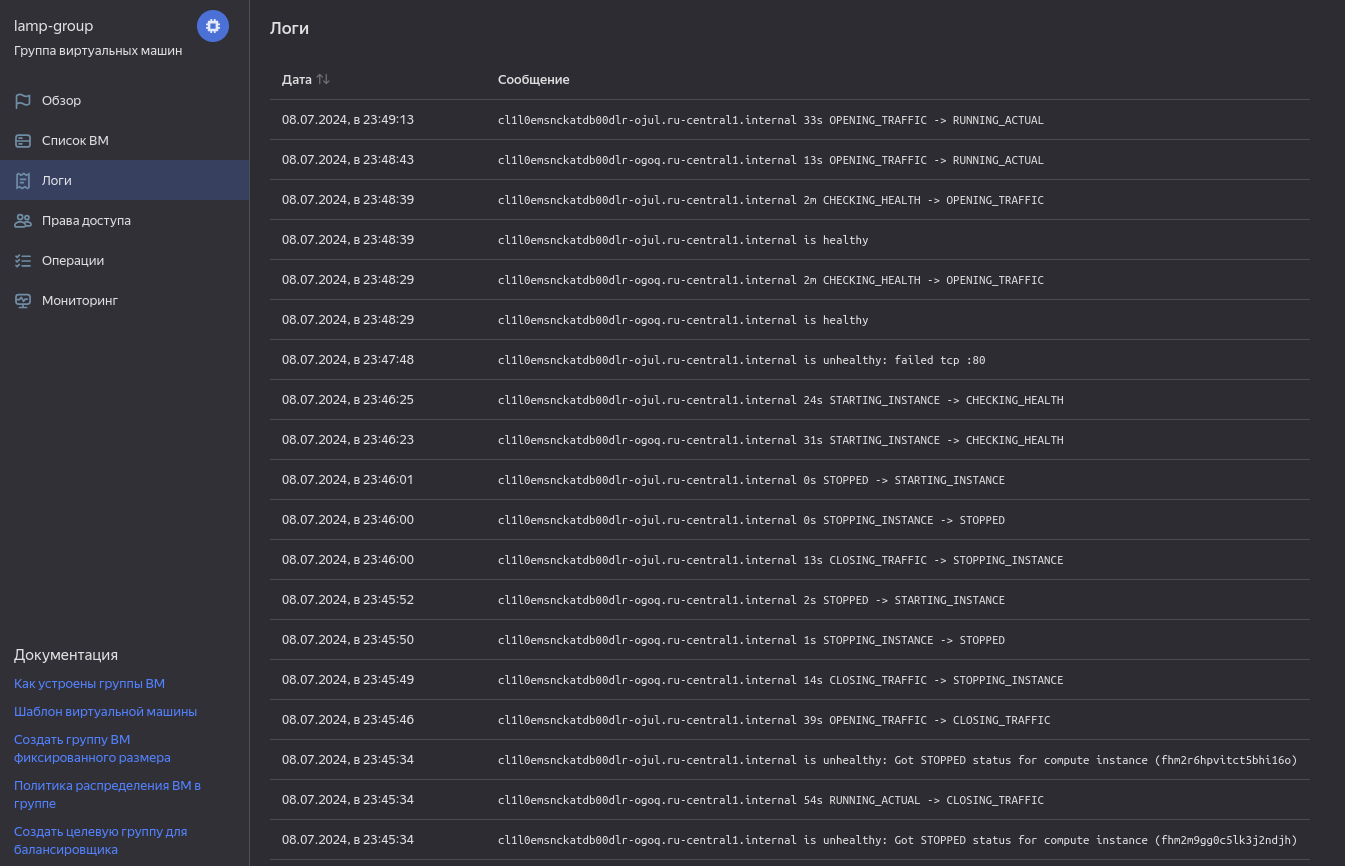 lamp-group
Группа виртуальных машин
Обзор
Список ВМ
Логи
Права доступа
Операции
Мониторинг
Документация
Как устроены группы ВМ
Шаблон виртуальной машины
Создать группу ВМ
фиксированного размера
Политика распределения ВМ в
группе
Создать целевую группу для
балансировщика
Логи
Дата Сообщение
08.07.2024, в 23:49:13 cl1l0emsnckatdb00dlr-ojul.ru-central1.internal 33s OPENING_TRAFFIC -> RUNNING_ACTUAL
08.07.2024, в 23:48:43 cl1l0emsnckatdb00dlr-ogoq.ru-central1.internal 13s OPENING_TRAFFIC -> RUNNING_ACTUAL
08.07.2024, в 23:48:39 cl1l0emsnckatdb00dlr-ojul.ru-central1.internal 2m CHECKING_HEALTH -> OPENING_TRAFFIC
08.07.2024, в 23:48:39 cl1l0emsnckatdb00dlr-ojul.ru-central1.internal is healthy
08.07.2024, в 23:48:29 cl1l0emsnckatdb00dlr-ogoq.ru-central1.internal 2m CHECKING_HEALTH -> OPENING_TRAFFIC
08.07.2024, в 23:48:29 cl1l0emsnckatdb00dlr-ogoq.ru-central1.internal is healthy
08.07.2024, в 23:47:48 cl1l0emsnckatdb00dlr-ojul.ru-central1.internal is unhealthy: failed tcp :80
08.07.2024, в 23:46:25 cl1l0emsnckatdb00dlr-ojul.ru-central1.internal 24s STARTING_INSTANCE -> CHECKING_HEALTH
08.07.2024, в 23:46:23 cl1l0emsnckatdb00dlr-ogoq.ru-central1.internal 31s STARTING_INSTANCE -> CHECKING_HEALTH
08.07.2024, в 23:46:01 cl1l0emsnckatdb00dlr-ojul.ru-central1.internal 0s STOPPED -> STARTING_INSTANCE
08.07.2024, в 23:46:00 cl1l0emsnckatdb00dlr-ojul.ru-central1.internal 0s STOPPING_INSTANCE -> STOPPED
08.07.2024, в 23:46:00 cl1l0emsnckatdb00dlr-ojul.ru-central1.internal 13s CLOSING_TRAFFIC -> STOPPING_INSTANCE
08.07.2024, в 23:45:52 cl1l0emsnckatdb00dlr-ogoq.ru-central1.internal 2s STOPPED -> STARTING_INSTANCE
08.07.2024, в 23:45:50 cl1l0emsnckatdb00dlr-ogoq.ru-central1.internal 1s STOPPING_INSTANCE -> STOPPED
08.07.2024, в 23:45:49 cl1l0emsnckatdb00dlr-ogoq.ru-central1.internal 14s CLOSING_TRAFFIC -> STOPPING_INSTANCE
08.07.2024, в 23:45:46 cl1l0emsnckatdb00dlr-ojul.ru-central1.internal 39s OPENING_TRAFFIC -> CLOSING_TRAFFIC
08.07.2024, в 23:45:34 cl1l0emsnckatdb00dlr-ojul.ru-central1.internal is unhealthy: Got STOPPED status for compute instance (fhm2r6hpvitct5bhi16o)
08.07.2024, в 23:45:34 cl1l0emsnckatdb00dlr-ogoq.ru-central1.internal 54s RUNNING_ACTUAL -> CLOSING_TRAFFIC
08.07.2024, в 23:45:34 cl1l0emsnckatdb00dlr-ogoq.ru-central1.internal is unhealthy: Got STOPPED status for compute instance (fhm2m9gg0c5lk3j2ndjh)